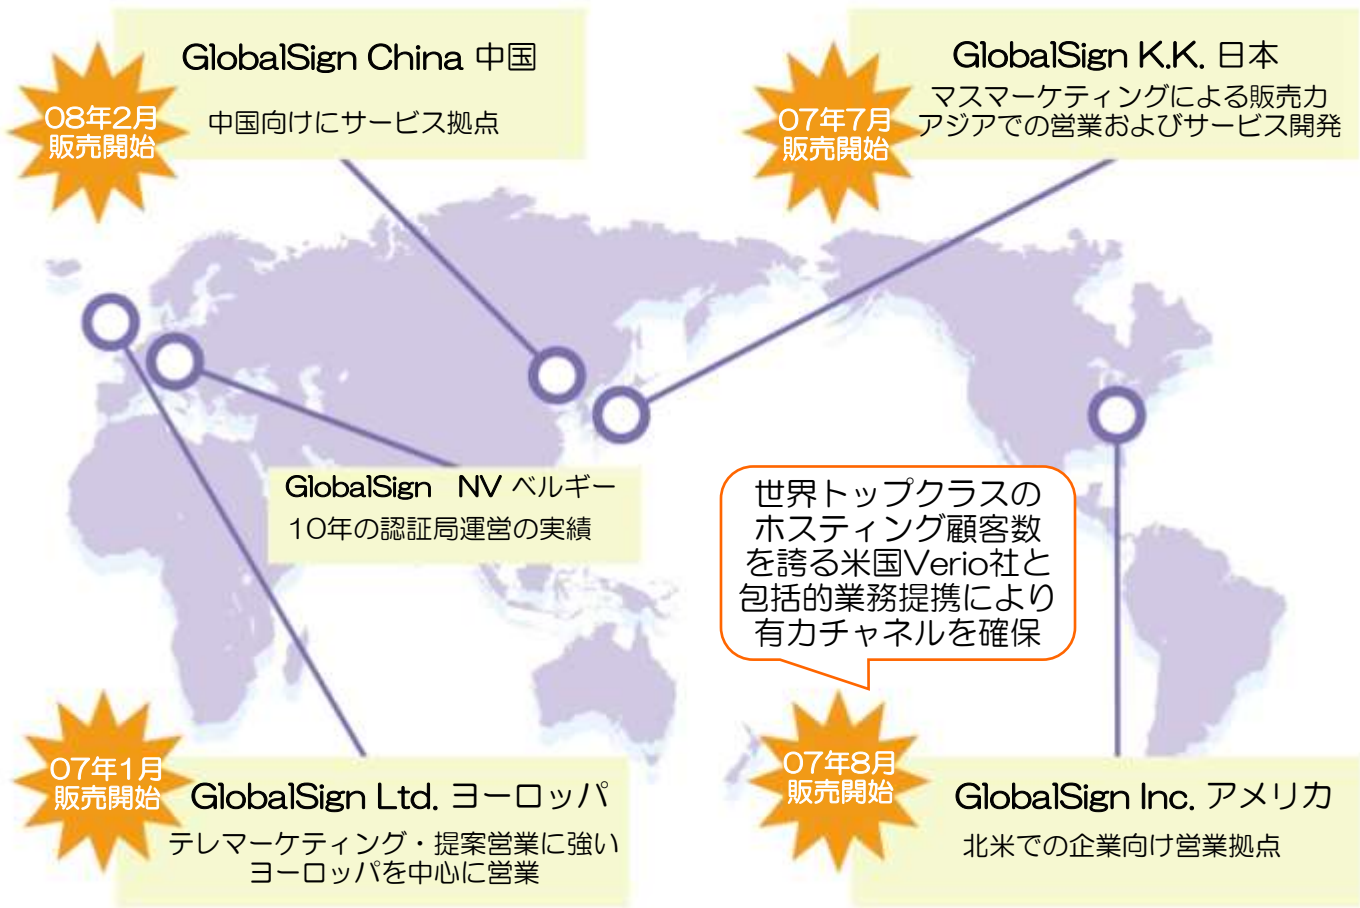 GlobalSign China 中国
08年2月
販売開始
中国向けにサービス拠点
GlobalSign K.K. 日本
07年7月
販売開始
マスマーケティングによる販売力
アジアでの営業およびサービス開発
GlobalSign NV ベルギー
10年の認証局運営の実績
世界トップクラスの
ホスティング顧客数
を誇る米国Verio社と
包括的業務提携により
有力チャネルを確保
07年1月
販売開始
GlobalSign Ltd. ヨーロッパ
テレマーケティング・提案営業に強い
ヨーロッパを中心に営業
07年8月
販売開始
GlobalSign Inc. アメリカ
北米での企業向け営業拠点